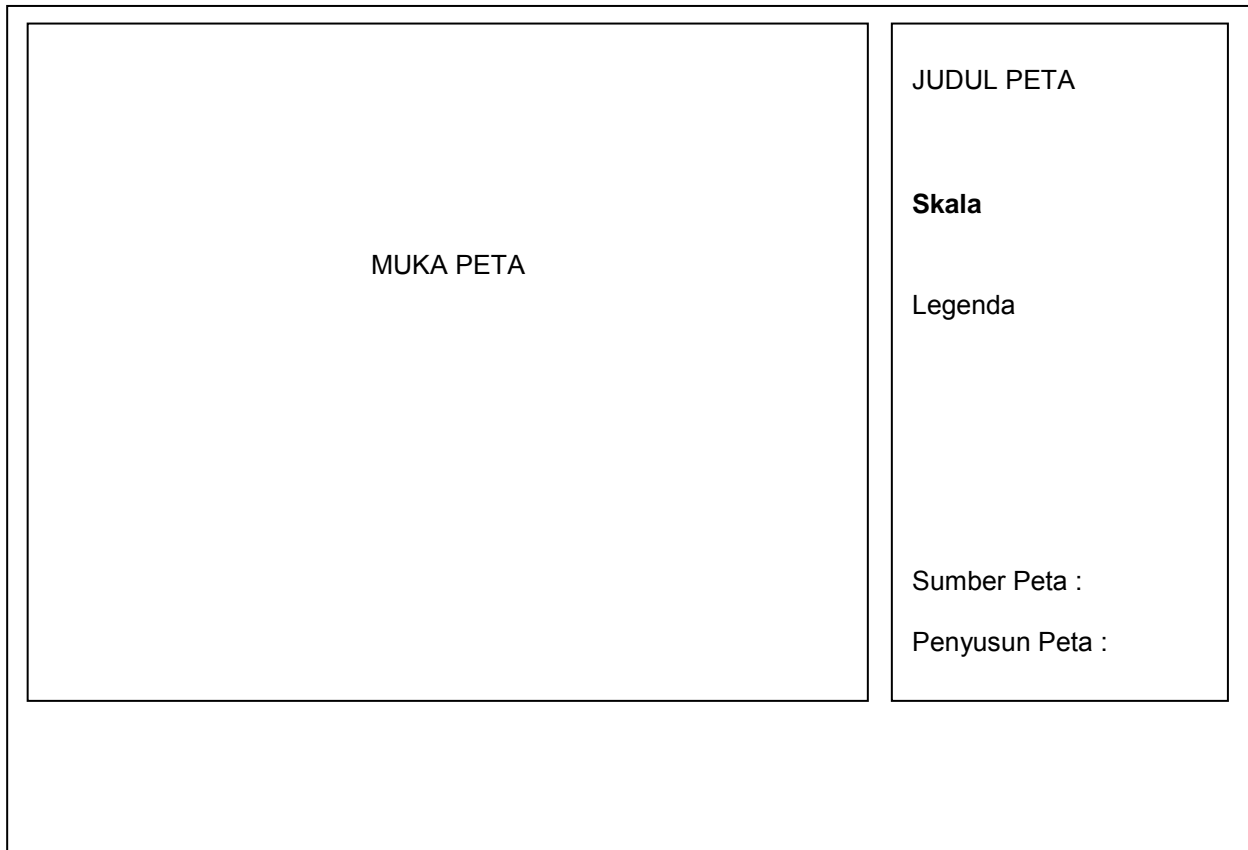 MUKA PETA
JUDUL PETA
Skala
Legenda
Sumber Peta :
Penyusun Peta :